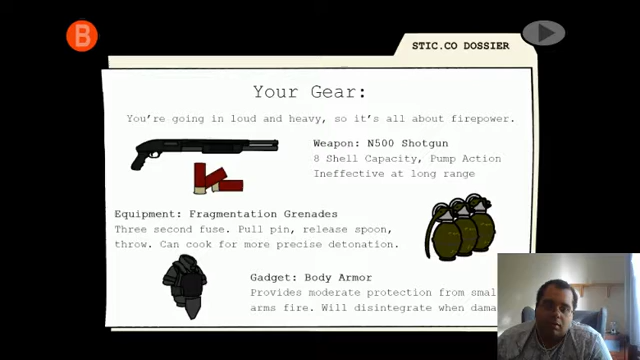 B
STIC.CO DOSSIER
Your Gear:
You're going in loud and heavy, so it's all about firepower.
Weapon: N500 Shotgun
8 Shell Capacity, Pump Action
Ineffective at long range
Equipment: Fragmentation Grenades
Three second fuse. Pull pin, release spoon,
throw. Can cook for more precise detonation.
Gadget: Body Armor
Provides moderate protection from
arms fire. Will disintegrate when